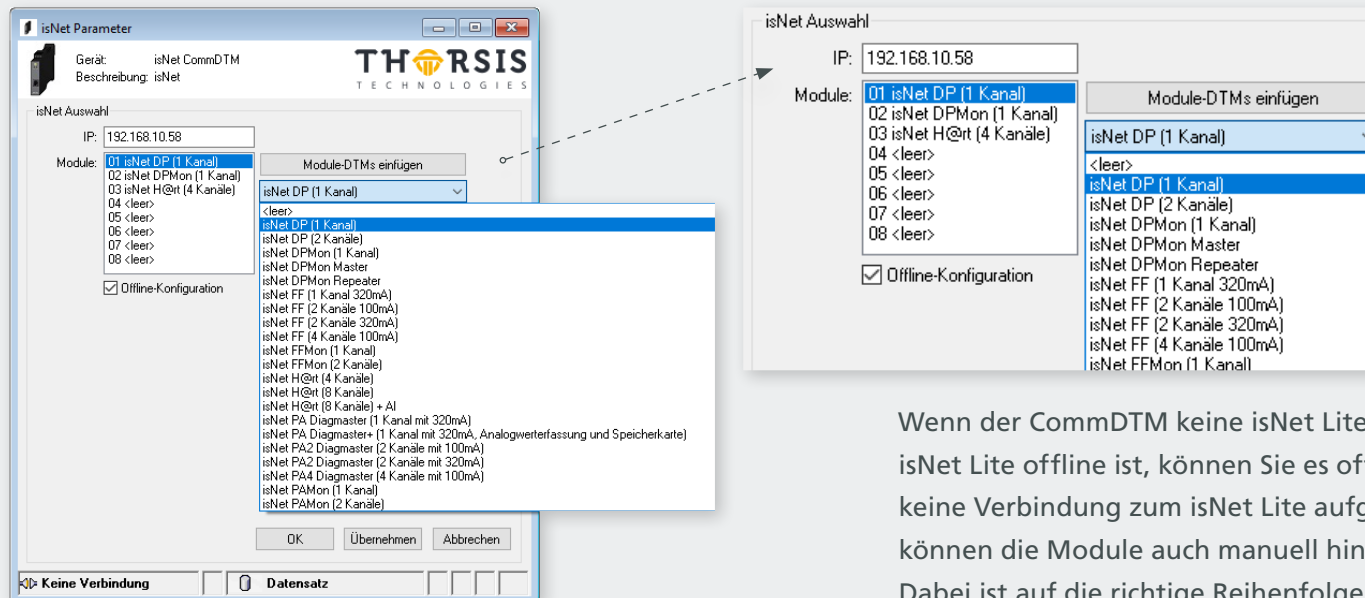 isNet Parameter
Gerät: isNet CommDTM
Beschreibung: isNet
THORSIS
TECHNOLOGIES
isNet Auswahl
IP: 192.168.10.58
Module:
01 isNet DP (1 Kanal)
02 isNet DPMon (1 Kanal)
03 isNet H@rt (4 Kanäle)
04 <leer>
05 <leer>
06 <leer>
07 <leer>
08 <leer>
Module-DTMs einfügen
isNet DP (1 Kanal)
<leer>
isNet DP (1 Kanal)
isNet DP (2 Kanäle)
isNet DPMon (1 Kanal)
isNet DPMon Master
isNet DPMon Repeater
isNet FF (1 Kanal 320mA)
isNet FF (2 Kanäle 100mA)
isNet FF (2 Kanäle 320mA)
isNet FF (4 Kanäle 100mA)
isNet FFMon (1 Kanal)
isNet FFMon (2 Kanäle)
isNet H@rt (4 Kanäle)
isNet H@rt (8 Kanäle)
isNet H@rt (8 Kanäle) + AI
isNet PA Diagmaster (1 Kanal mit 320mA)
isNet PA Diagmaster+ (1 Kanal mit 320mA, Analogwerterfassung und Speicherkarte)
isNet PA2 Diagmaster (2 Kanäle mit 100mA)
isNet PA2 Diagmaster (2 Kanäle mit 320mA)
isNet PA4 Diagmaster (4 Kanäle mit 100mA)
isNet PAMon (1 Kanal)
isNet PAMon (2 Kanäle)
Offline-Konfiguration
OK Übernehmen Abbrechen
Keine Verbindung Datensatz
isNet Auswahl
IP: 192.168.10.58
Module:
01 isNet DP (1 Kanal)
02 isNet DPMon (1 Kanal)
03 isNet H@rt (4 Kanäle)
04 <leer>
05 <leer>
06 <leer>
07 <leer>
08 <leer>
Offline-Konfiguration
Module-DTMs einfügen
isNet DP (1 Kanal)
<leer>
isNet DP (1 Kanal)
isNet DP (2 Kanäle)
isNet DPMon (1 Kanal)
isNet DPMon Master
isNet DPMon Repeater
isNet FF (1 Kanal 320mA)
isNet FF (2 Kanäle 100mA)
isNet FF (2 Kanäle 320mA)
isNet FF (4 Kanäle 100mA)
isNet FFMon (1 Kanal)
Wenn der CommDTM keine isNet Lite
isNet Lite offline ist, können Sie es of
keine Verbindung zum isNet Lite aufg
können die Module auch manuell hin
Dabei ist auf die richtige Reihenfolge